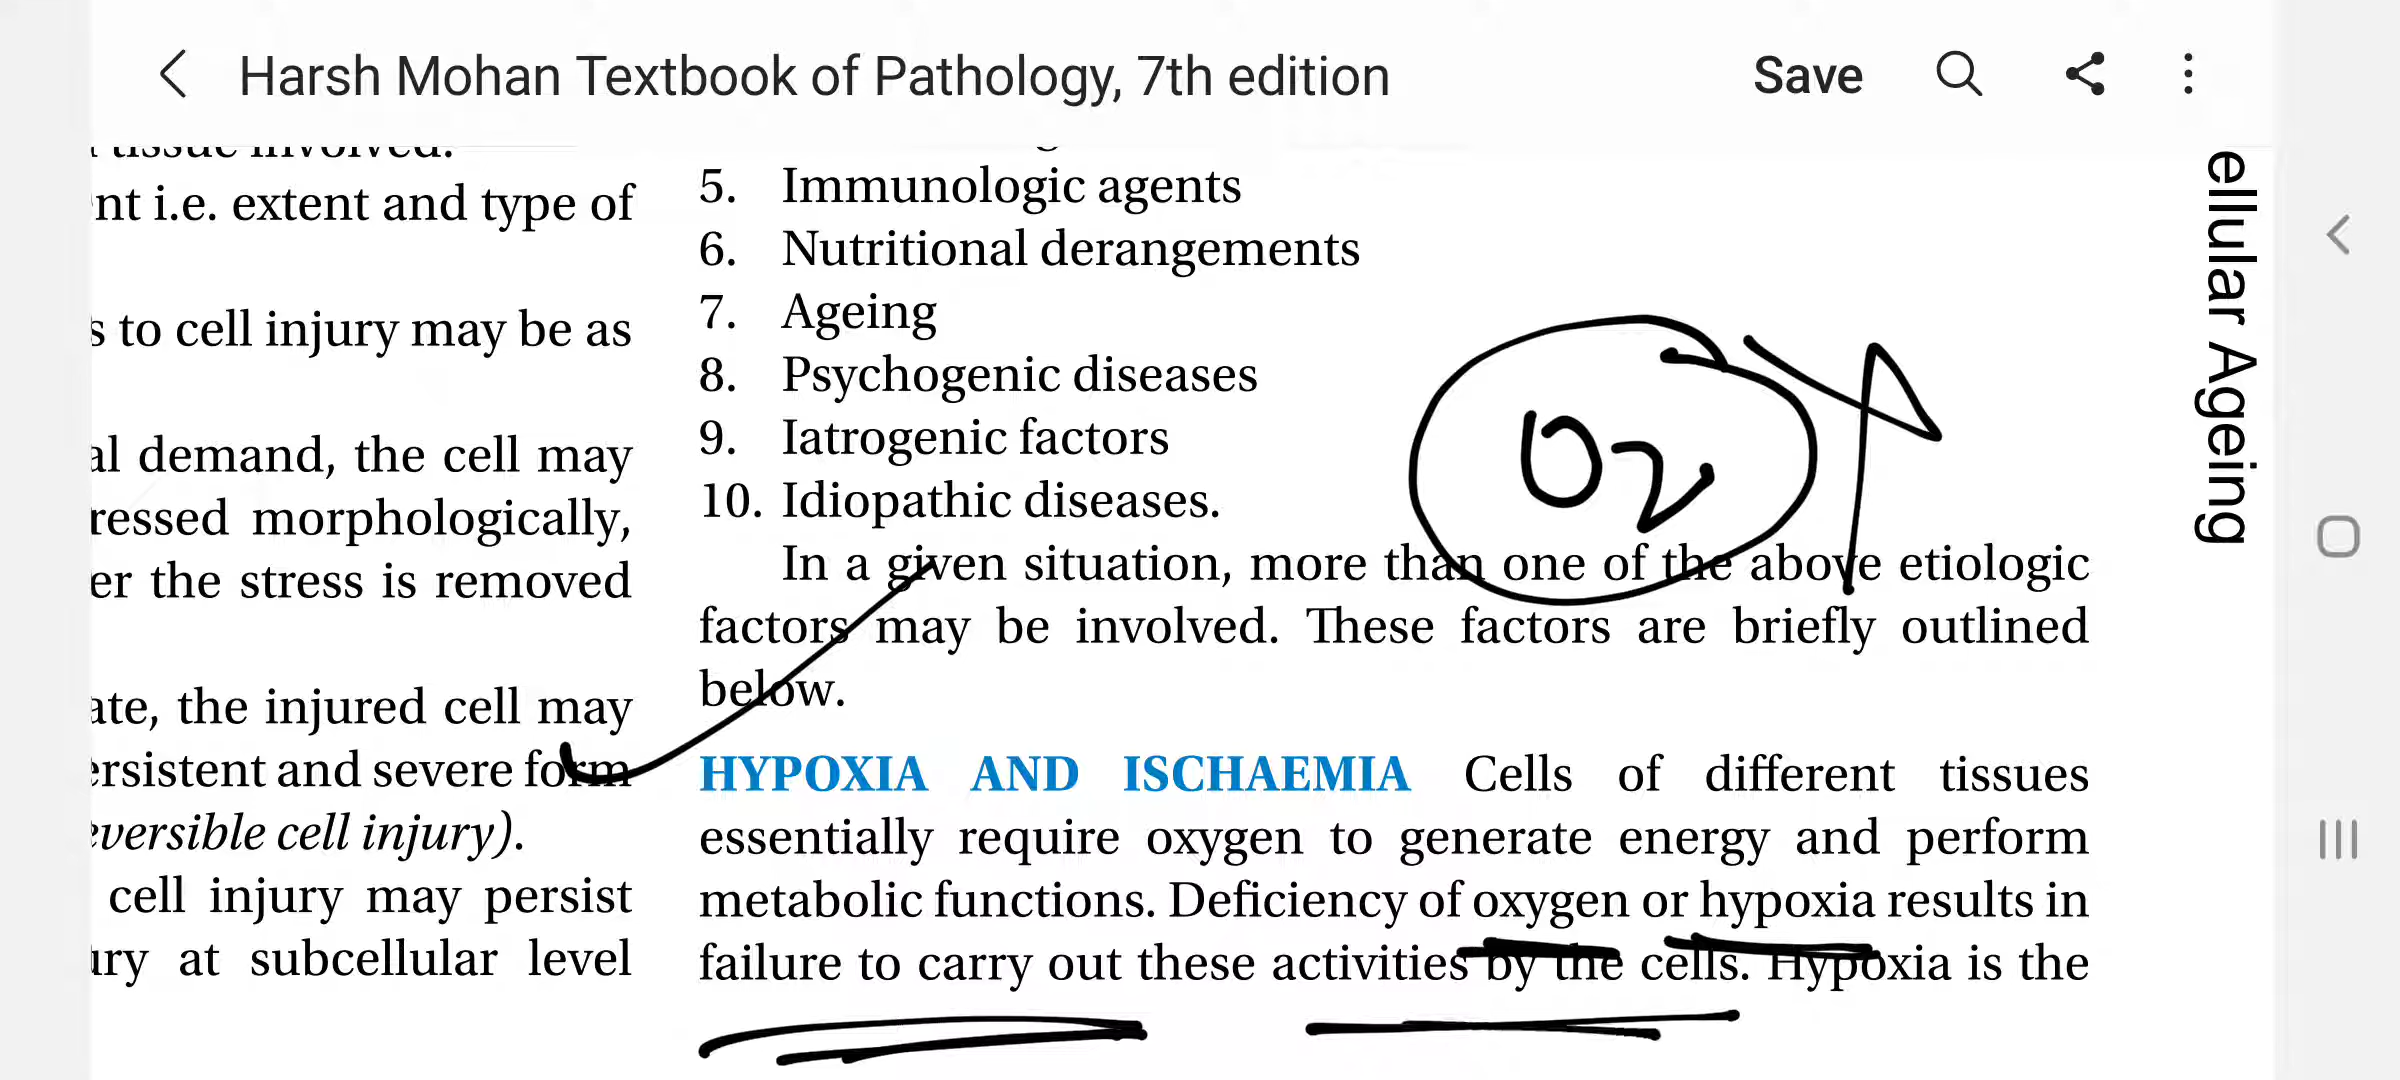 Harsh Mohan Textbook of Pathology, 7th edition
Save
tissue involved.
nt i.e. extent and type of
s to cell injury may be as
al demand, the cell may
ressed morphologically,
er the stress is removed
ate, the injured cell may
ersistent and severe form
eversible cell injury).
cell injury may persist
ury at subcellular level
5. Immunologic agents
6. Nutritional derangements
7. Ageing
8. Psychogenic diseases
9. Iatrogenic factors
10. Idiopathic diseases.
In a given situation, more than one of the above etiologic
factors may be involved. These factors are briefly outlined
below.
HYPOXIA AND ISCHAEMIA Cells of different tissues
essentially require oxygen to generate energy and perform
metabolic functions. Deficiency of oxygen or hypoxia results in
failure to carry out these activities by the cells. Hypoxia is the
O2
ellular Ageing